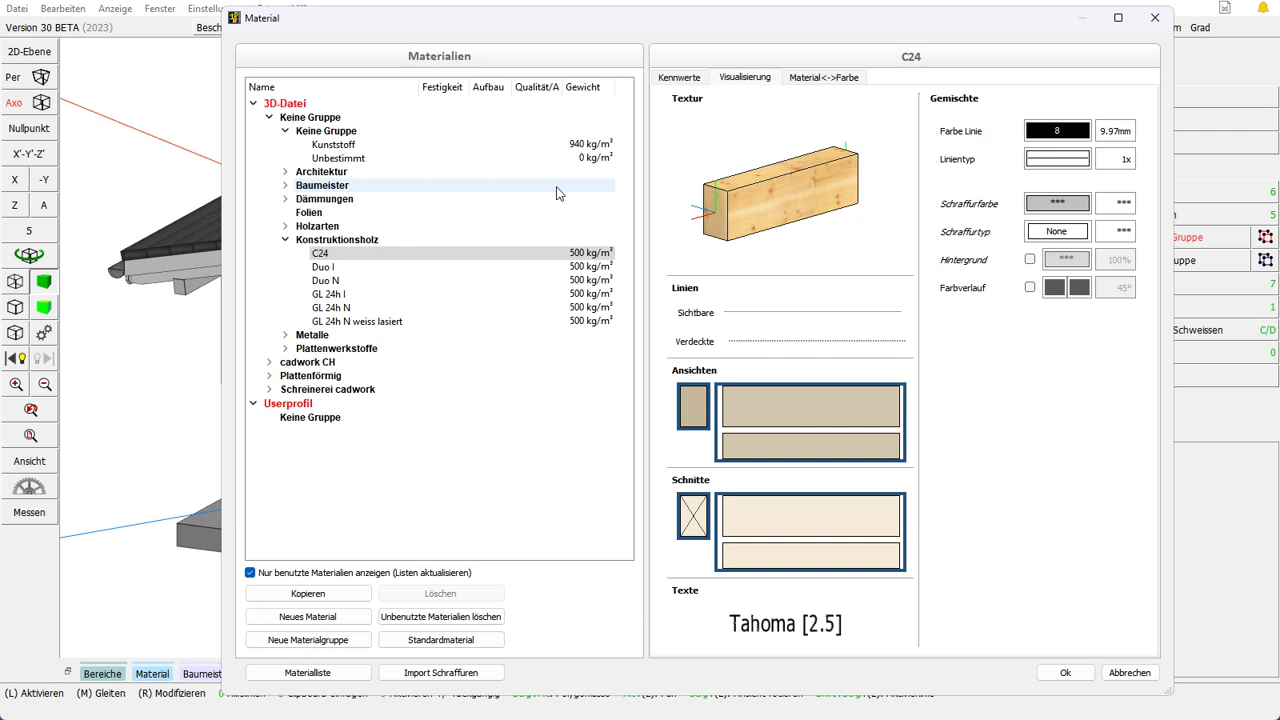 Datei Bearbeiten Anzeige Fenster
Version 30 BETA (2023)
2D-Ebene
Per
Axo
Nullpunkt
X'-Y'-Z'
X -Y
Z A
5
Ansicht
Messen
Material
Materialien
Name Festigkeit Aufbau Qualität/A Gewicht
3D-Datei
Keine Gruppe
Keine Gruppe
Kunststoff 940 kg/m³
Unbestimmt 0 kg/m³
Architektur
Baumeister
Dämmungen
Folien
Holzarten
Konstruktionsholz
C24 500 kg/m³
Duo I 500 kg/m³
Duo N 500 kg/m³
GL 24h I 500 kg/m³
GL 24h N 500 kg/m³
GL 24h N weiss lasiert 500 kg/m³
Metalle
Plattenwerkstoffe
cadwork CH
Plattenförmig
Schreinerei cadwork
Userprofil
Keine Gruppe
Nur benutzte Materialien anzeigen (Listen aktualisieren)
Kopieren Löschen
Neues Material Unbenutzte Materialien löschen
Neue Materialgruppe Standardmaterial
Materialliste Import Schraffuren
C24
Kennwerte Visualisierung Material<->Farbe
Textur
Linien
Sichtbare
Verdeckte
Ansichten
Schnitte
Texte
Tahoma [2.5]
Gemischte
Farbe Linie 8 9.97mm
Linientyp 1x
Schraffurfarbe *** ***
Schraffurtyp None ***
Hintergrund *** 100%
Farbverlauf 45°
Ok Abbrechen
Grad
6
5
Gruppe
7
1
Schweissen C/D
0
Bereiche Material
(L) Aktivieren (M) Gleiten (R) Modifizieren